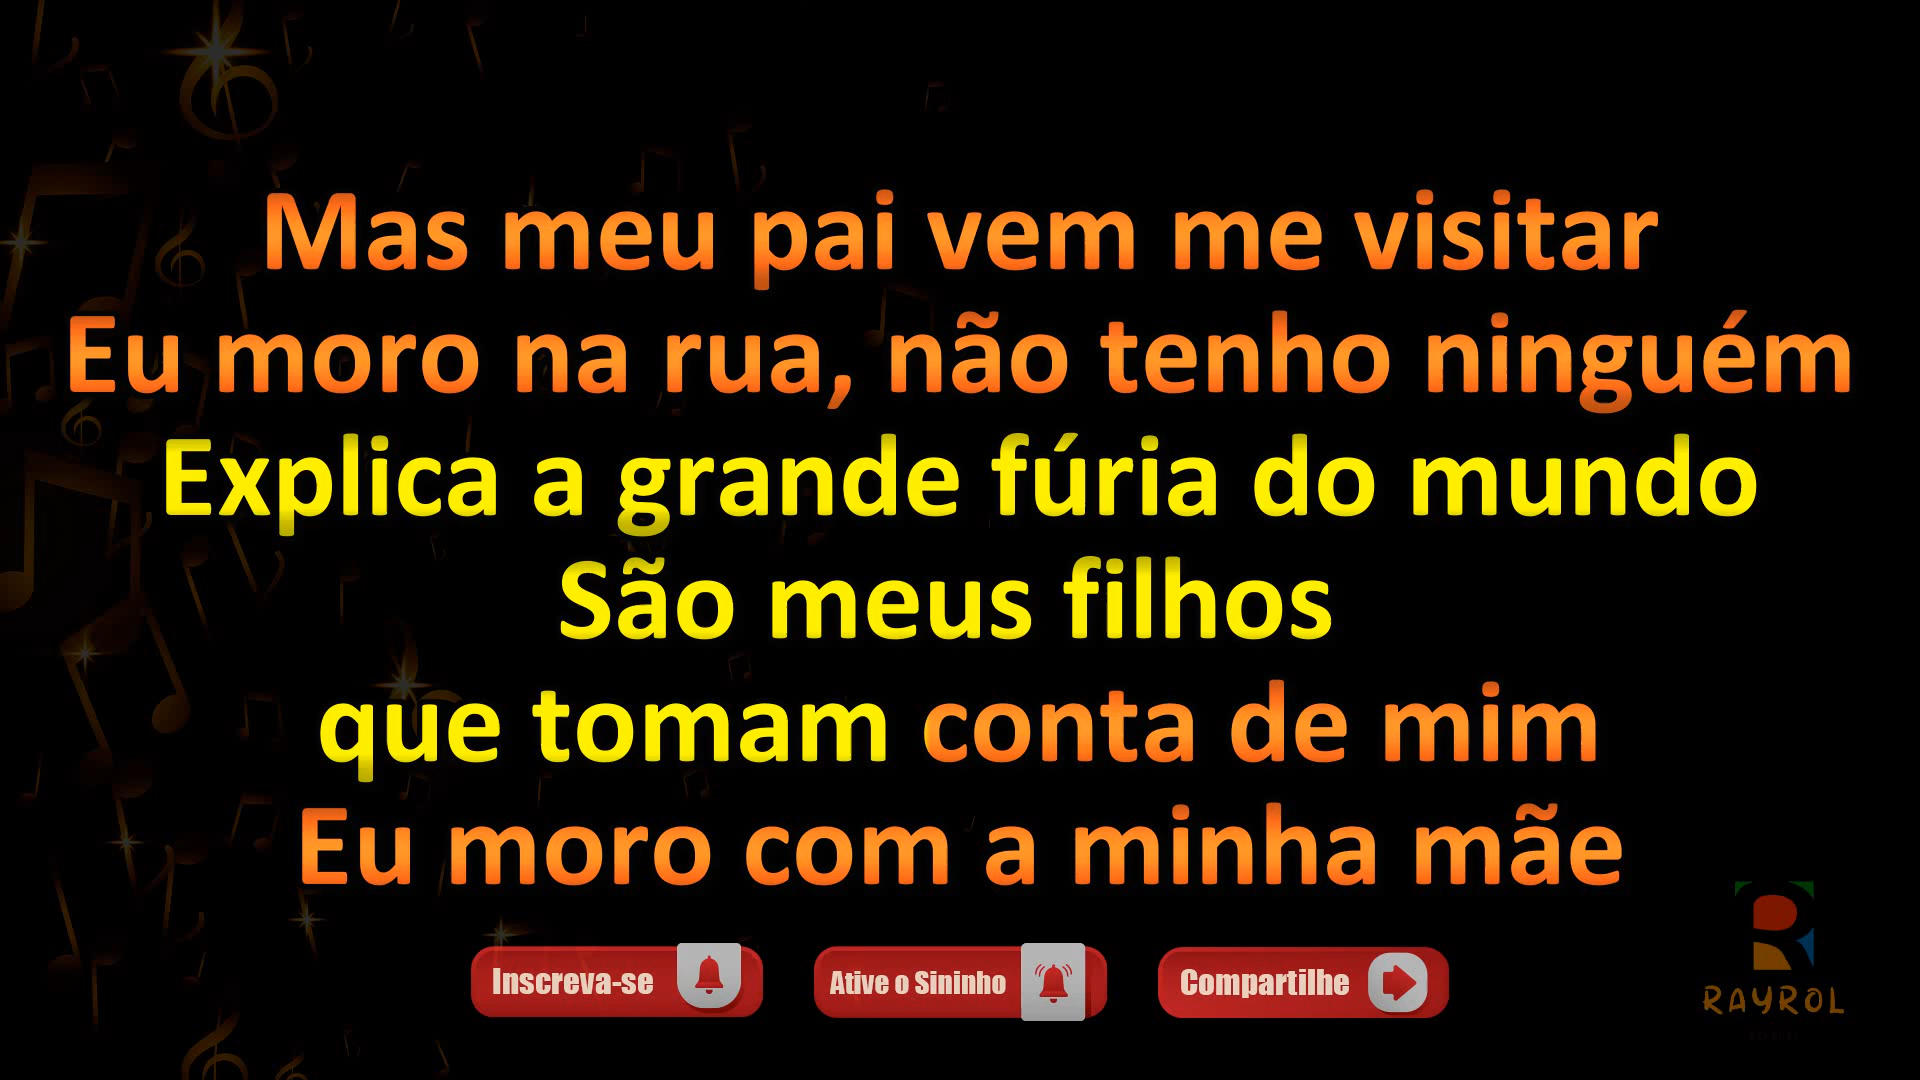 Mas meu pai vem me visitar
Eu moro na rua, não tenho ninguém
Explica a grande fúria do mundo
São meus filhos
que tomam conta de mim
Eu moro com a minha mãe
Inscreva-se
Ative o Sininho
Compartilhe
RAYROL